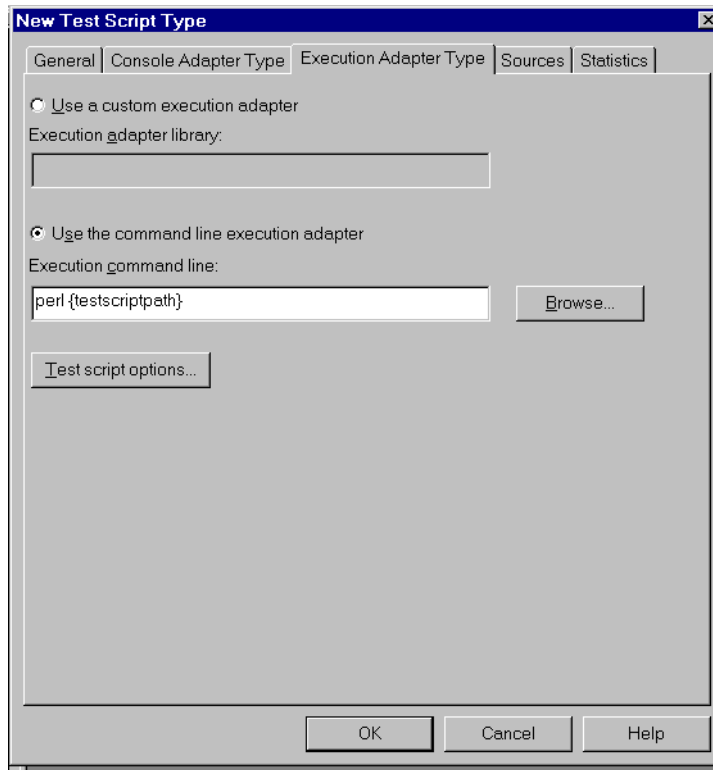 New Test Script Type
General Console Adapter Type Execution Adapter Type Sources Statistics
Use a custom execution adapter
Execution adapter library:
Use the command line execution adapter
Execution command line:
perl {testscriptpath}
Browse...
Test script options...
OK Cancel Help